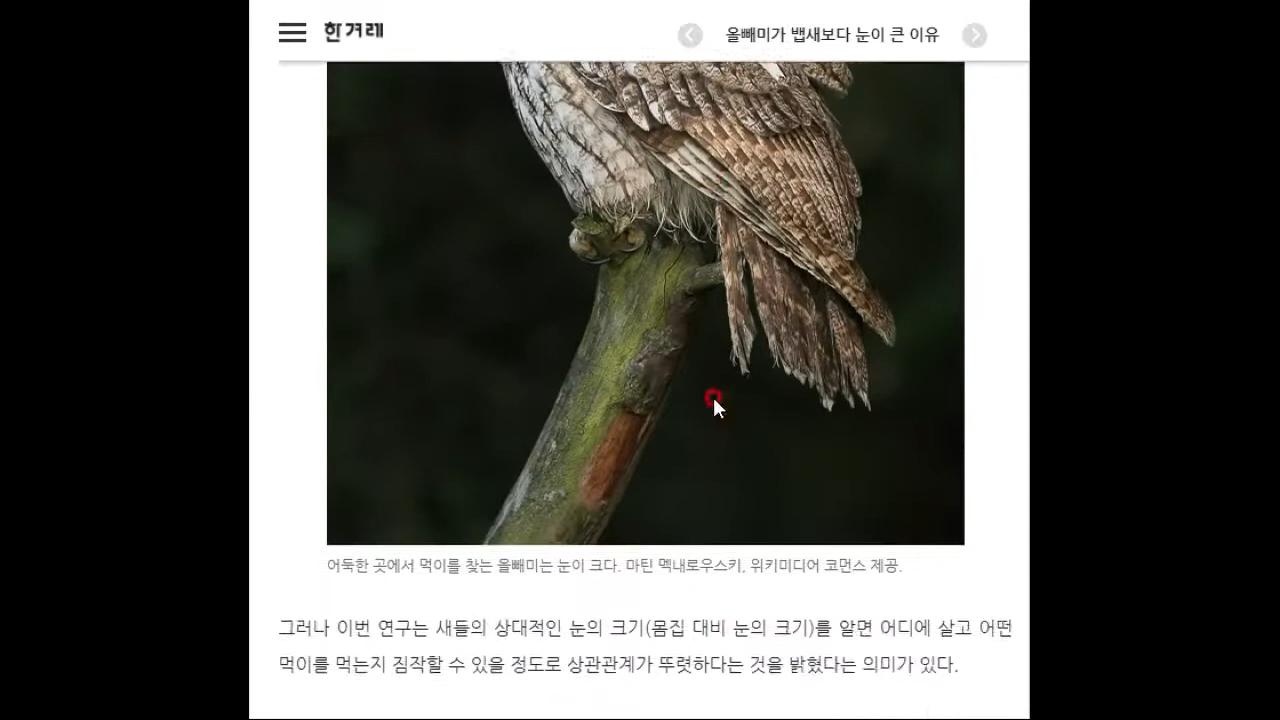 한겨레
올빼미가 뱁새보다 눈이 큰 이유
어둑한 곳에서 먹이를 찾는 올빼미는 눈이 크다. 마틴 멕내로우스키, 위키미디어 코먼스 제공.
그러나 이번 연구는 새들의 상대적인 눈의 크기(몸집 대비 눈의 크기)를 알면 어디에 살고 어떤
먹이를 먹는지 짐작할 수 있을 정도로 상관관계가 뚜렷하다는 것을 밝혔다는 의미가 있다.